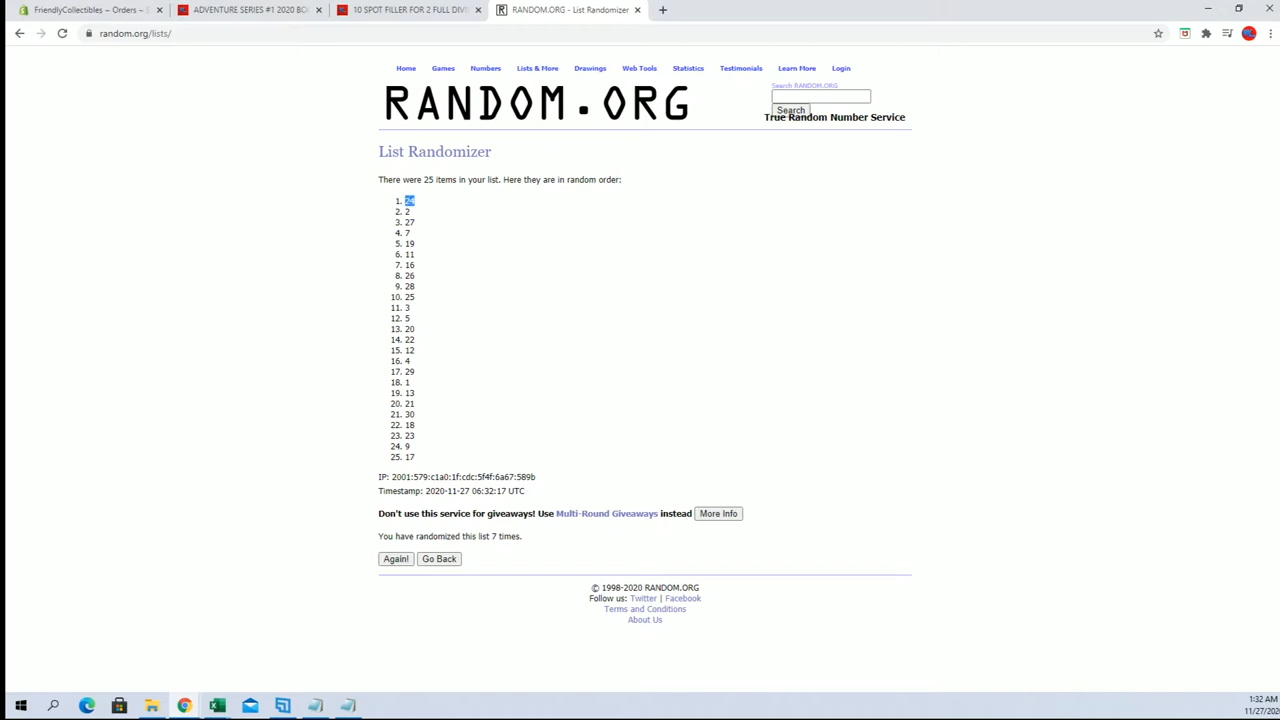 FriendlyCollectibles – Orders – S
ADVENTURE SERIES #1 2020 BO
10 SPOT FILLER FOR 2 FULL DIVI
RANDOM.ORG - List Randomizer
random.org/lists/
Home Games Numbers Lists & More Drawings Web Tools Statistics Testimonials Learn More Login
Search RANDOM.ORG
RANDOM.ORG
Search
True Random Number Service
List Randomizer
There were 25 items in your list. Here they are in random order:
1. 24
2. 2
3. 27
4. 7
5. 19
6. 11
7. 16
8. 26
9. 28
10. 25
11. 3
12. 5
13. 20
14. 22
15. 12
16. 4
17. 29
18. 1
19. 13
20. 21
21. 30
22. 18
23. 23
24. 9
25. 17
IP: 2001:579:c1a0:1f:cdc:5f4f:6a67:589b
Timestamp: 2020-11-27 06:32:17 UTC
Don't use this service for giveaways! Use Multi-Round Giveaways instead More Info
You have randomized this list 7 times.
Again! Go Back
© 1998-2020 RANDOM.ORG
Follow us: Twitter | Facebook
Terms and Conditions
About Us
1:32 AM
11/27/202